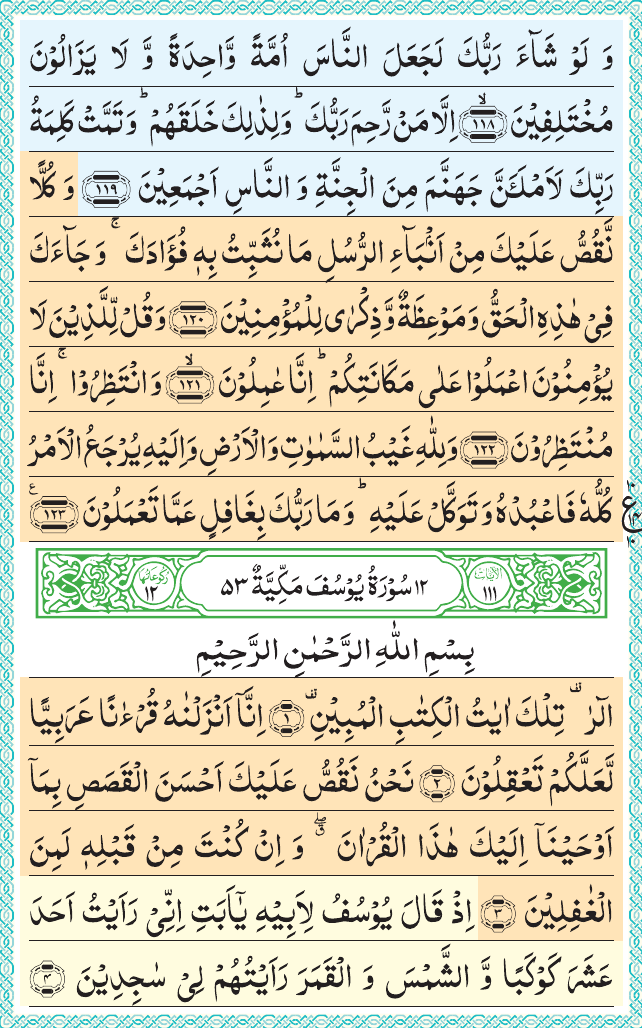 وَ لَوْ شَآءَ رَبُّكَ لَجَعَلَ النَّاسَ اُمَّةً وَّاحِدَةً وَّ لَا يَزَالُوْنَ
مُخْتَلِفِيْنَ ۙ﴿۱۱۸﴾ اِلَّا مَنْ رَّحِمَ رَبُّكَ ؕ وَلِذٰلِكَ خَلَقَهُمْ ؕ وَتَمَّتْ كَلِمَةُ
رَبِّكَ لَاَمْلَـَٔنَّ جَهَنَّمَ مِنَ الْجِنَّةِ وَ النَّاسِ اَجْمَعِيْنَ ﴿۱۱۹﴾ وَ كُلًّا
نَّقُصُّ عَلَيْكَ مِنْ اَنْۢبَآءِ الرُّسُلِ مَا نُثَبِّتُ بِهٖ فُؤَادَكَ ۚ وَ جَآءَكَ
فِيْ هٰذِهِ الْحَقُّ وَ مَوْعِظَةٌ وَّ ذِكْرٰى لِلْمُؤْمِنِيْنَ ﴿۱۲۰﴾ وَ قُلْ لِّلَّذِيْنَ لَا
يُؤْمِنُوْنَ اعْمَلُوْا عَلٰى مَكَانَتِكُمْ ؕ اِنَّا عٰمِلُوْنَ ۙ﴿۱۲۱﴾ وَ انْتَظِرُوْا ۚ اِنَّا
مُنْتَظِرُوْنَ ﴿۱۲۲﴾ وَ لِلّٰهِ غَيْبُ السَّمٰوٰتِ وَ الْاَرْضِ وَ اِلَيْهِ يُرْجَعُ الْاَمْرُ
كُلُّهٗ فَاعْبُدْهُ وَ تَوَكَّلْ عَلَيْهِ ؕ وَ مَا رَبُّكَ بِغَافِلٍ عَمَّا تَعْمَلُوْنَ ﴿۱۲۳﴾ ع
اٰیَاتُهَا ۱۱۱ ۱۲ سُوْرَةُ يُوْسُفَ مَكِّيَّةٌ ۵۳ رُكُوْعَاتُهَا ۱۲
بِسْمِ اللّٰهِ الرَّحْمٰنِ الرَّحِيْمِ
الٓرٰ ۫ تِلْكَ اٰيٰتُ الْكِتٰبِ الْمُبِيْنِ ۫﴿۱﴾ اِنَّاۤ اَنْزَلْنٰهُ قُرْءٰنًا عَرَبِيًّا
لَّعَلَّكُمْ تَعْقِلُوْنَ ﴿۲﴾ نَحْنُ نَقُصُّ عَلَيْكَ اَحْسَنَ الْقَصَصِ بِمَاۤ
اَوْحَيْنَاۤ اِلَيْكَ هٰذَا الْقُرْاٰنَ ۖۗ وَ اِنْ كُنْتَ مِنْ قَبْلِهٖ لَمِنَ
الْغٰفِلِيْنَ ﴿۳﴾ اِذْ قَالَ يُوْسُفُ لِاَبِيْهِ يٰۤاَبَتِ اِنِّيْ رَاَيْتُ اَحَدَ
عَشَرَ كَوْكَبًا وَّ الشَّمْسَ وَ الْقَمَرَ رَاَيْتُهُمْ لِيْ سٰجِدِيْنَ ﴿۴﴾